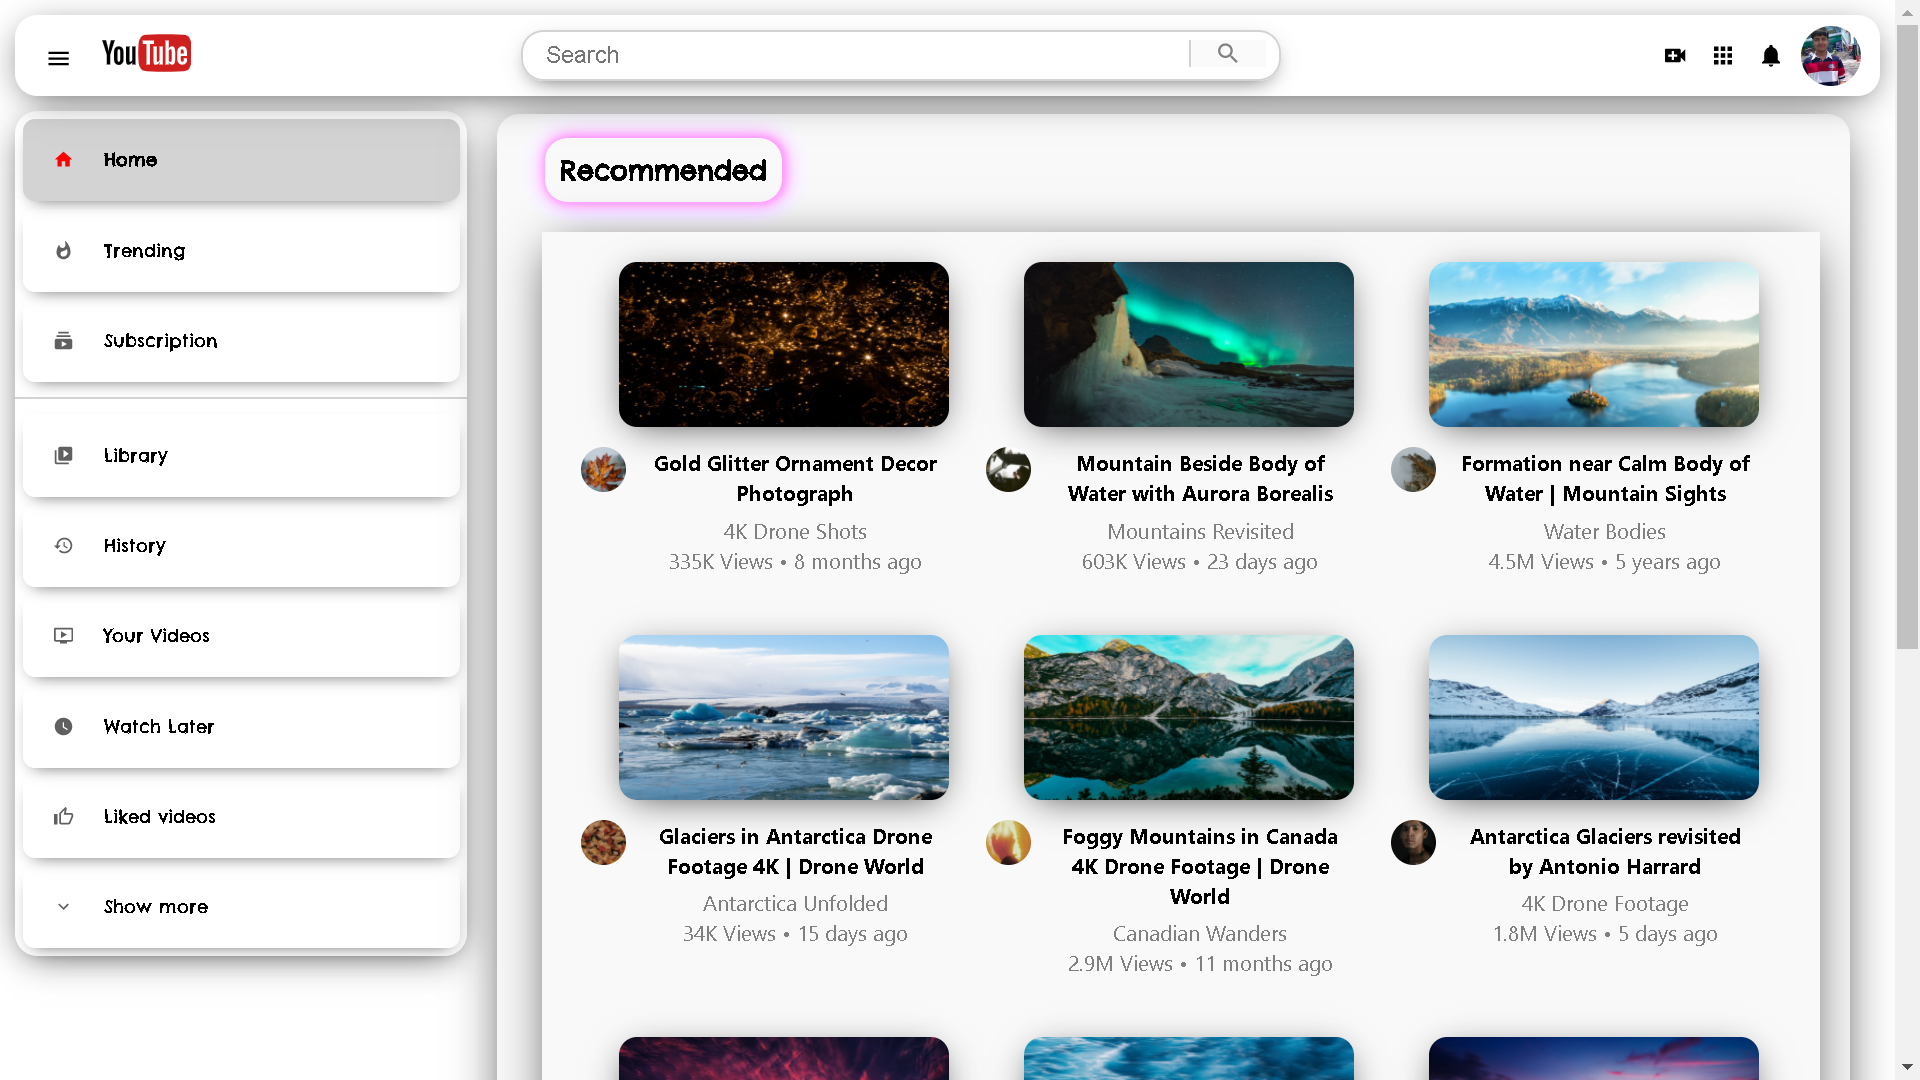 YouTube
Search
Home
Trending
Subscription
Library
History
Your Videos
Watch Later
Liked videos
Show more
Recommended
Gold Glitter Ornament Decor
Photograph
4K Drone Shots
335K Views • 8 months ago
Mountain Beside Body of
Water with Aurora Borealis
Mountains Revisited
603K Views • 23 days ago
Formation near Calm Body of
Water | Mountain Sights
Water Bodies
4.5M Views • 5 years ago
Glaciers in Antarctica Drone
Footage 4K | Drone World
Antarctica Unfolded
34K Views • 15 days ago
Foggy Mountains in Canada
4K Drone Footage | Drone
World
Canadian Wanders
2.9M Views • 11 months ago
Antarctica Glaciers revisited
by Antonio Harrard
4K Drone Footage
1.8M Views • 5 days ago